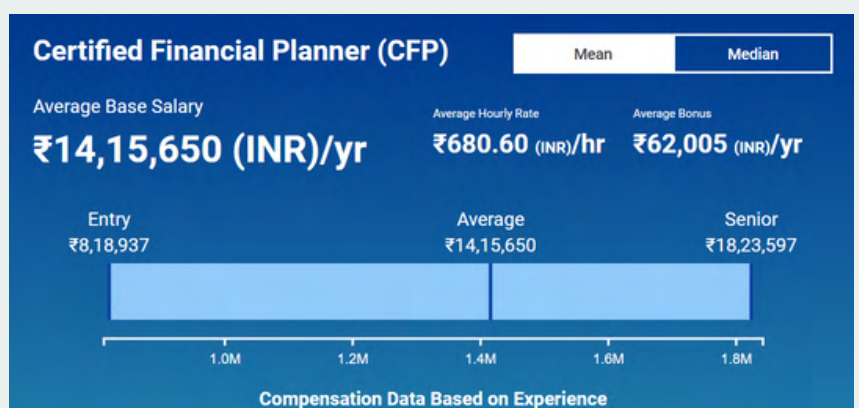 Certified Financial Planner (CFP)
Mean
Median
Average Base Salary
₹14,15,650 (INR)/yr
Average Hourly Rate
₹680.60 (INR)/hr
Average Bonus
₹62,005 (INR)/yr
Entry
₹8,18,937
Average
₹14,15,650
Senior
₹18,23,597
1.0M 1.2M 1.4M 1.6M 1.8M
Compensation Data Based on Experience